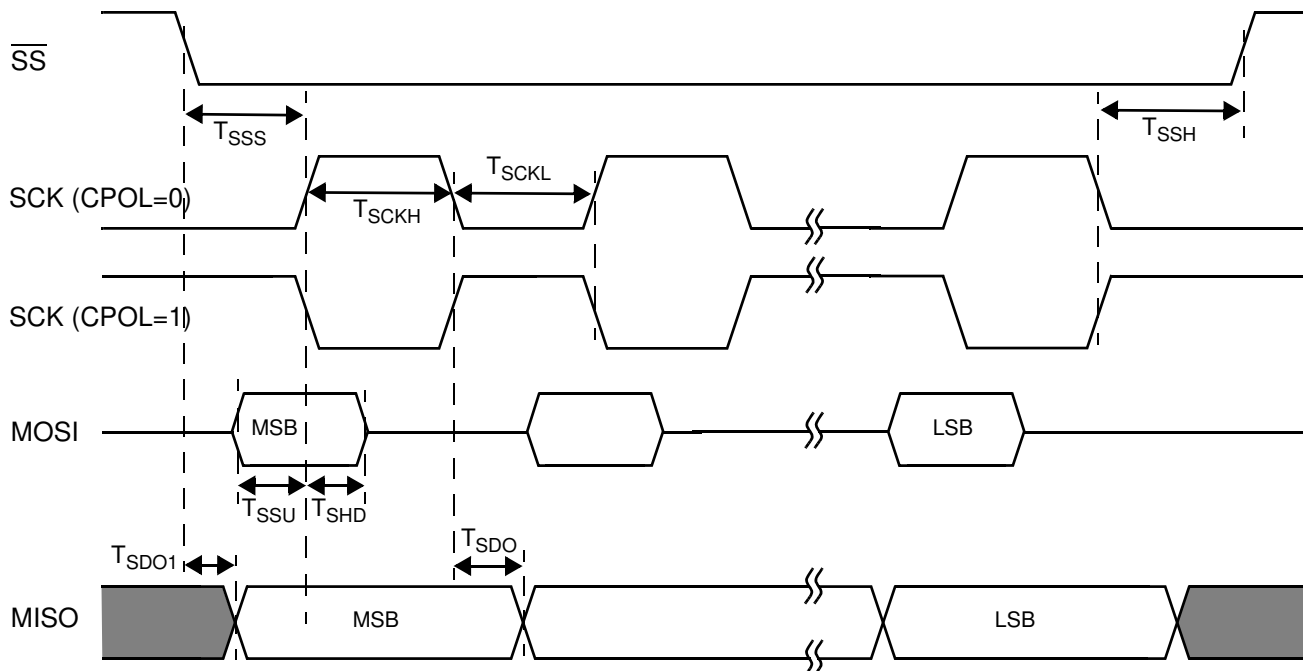 SS
T_SSS
T_SSH
SCK (CPOL=0)
T_SCKH
T_SCKL
SCK (CPOL=1)
MOSI
MSB
LSB
T_SSU
T_SHD
T_SDO1
T_SDO
MISO
MSB
LSB